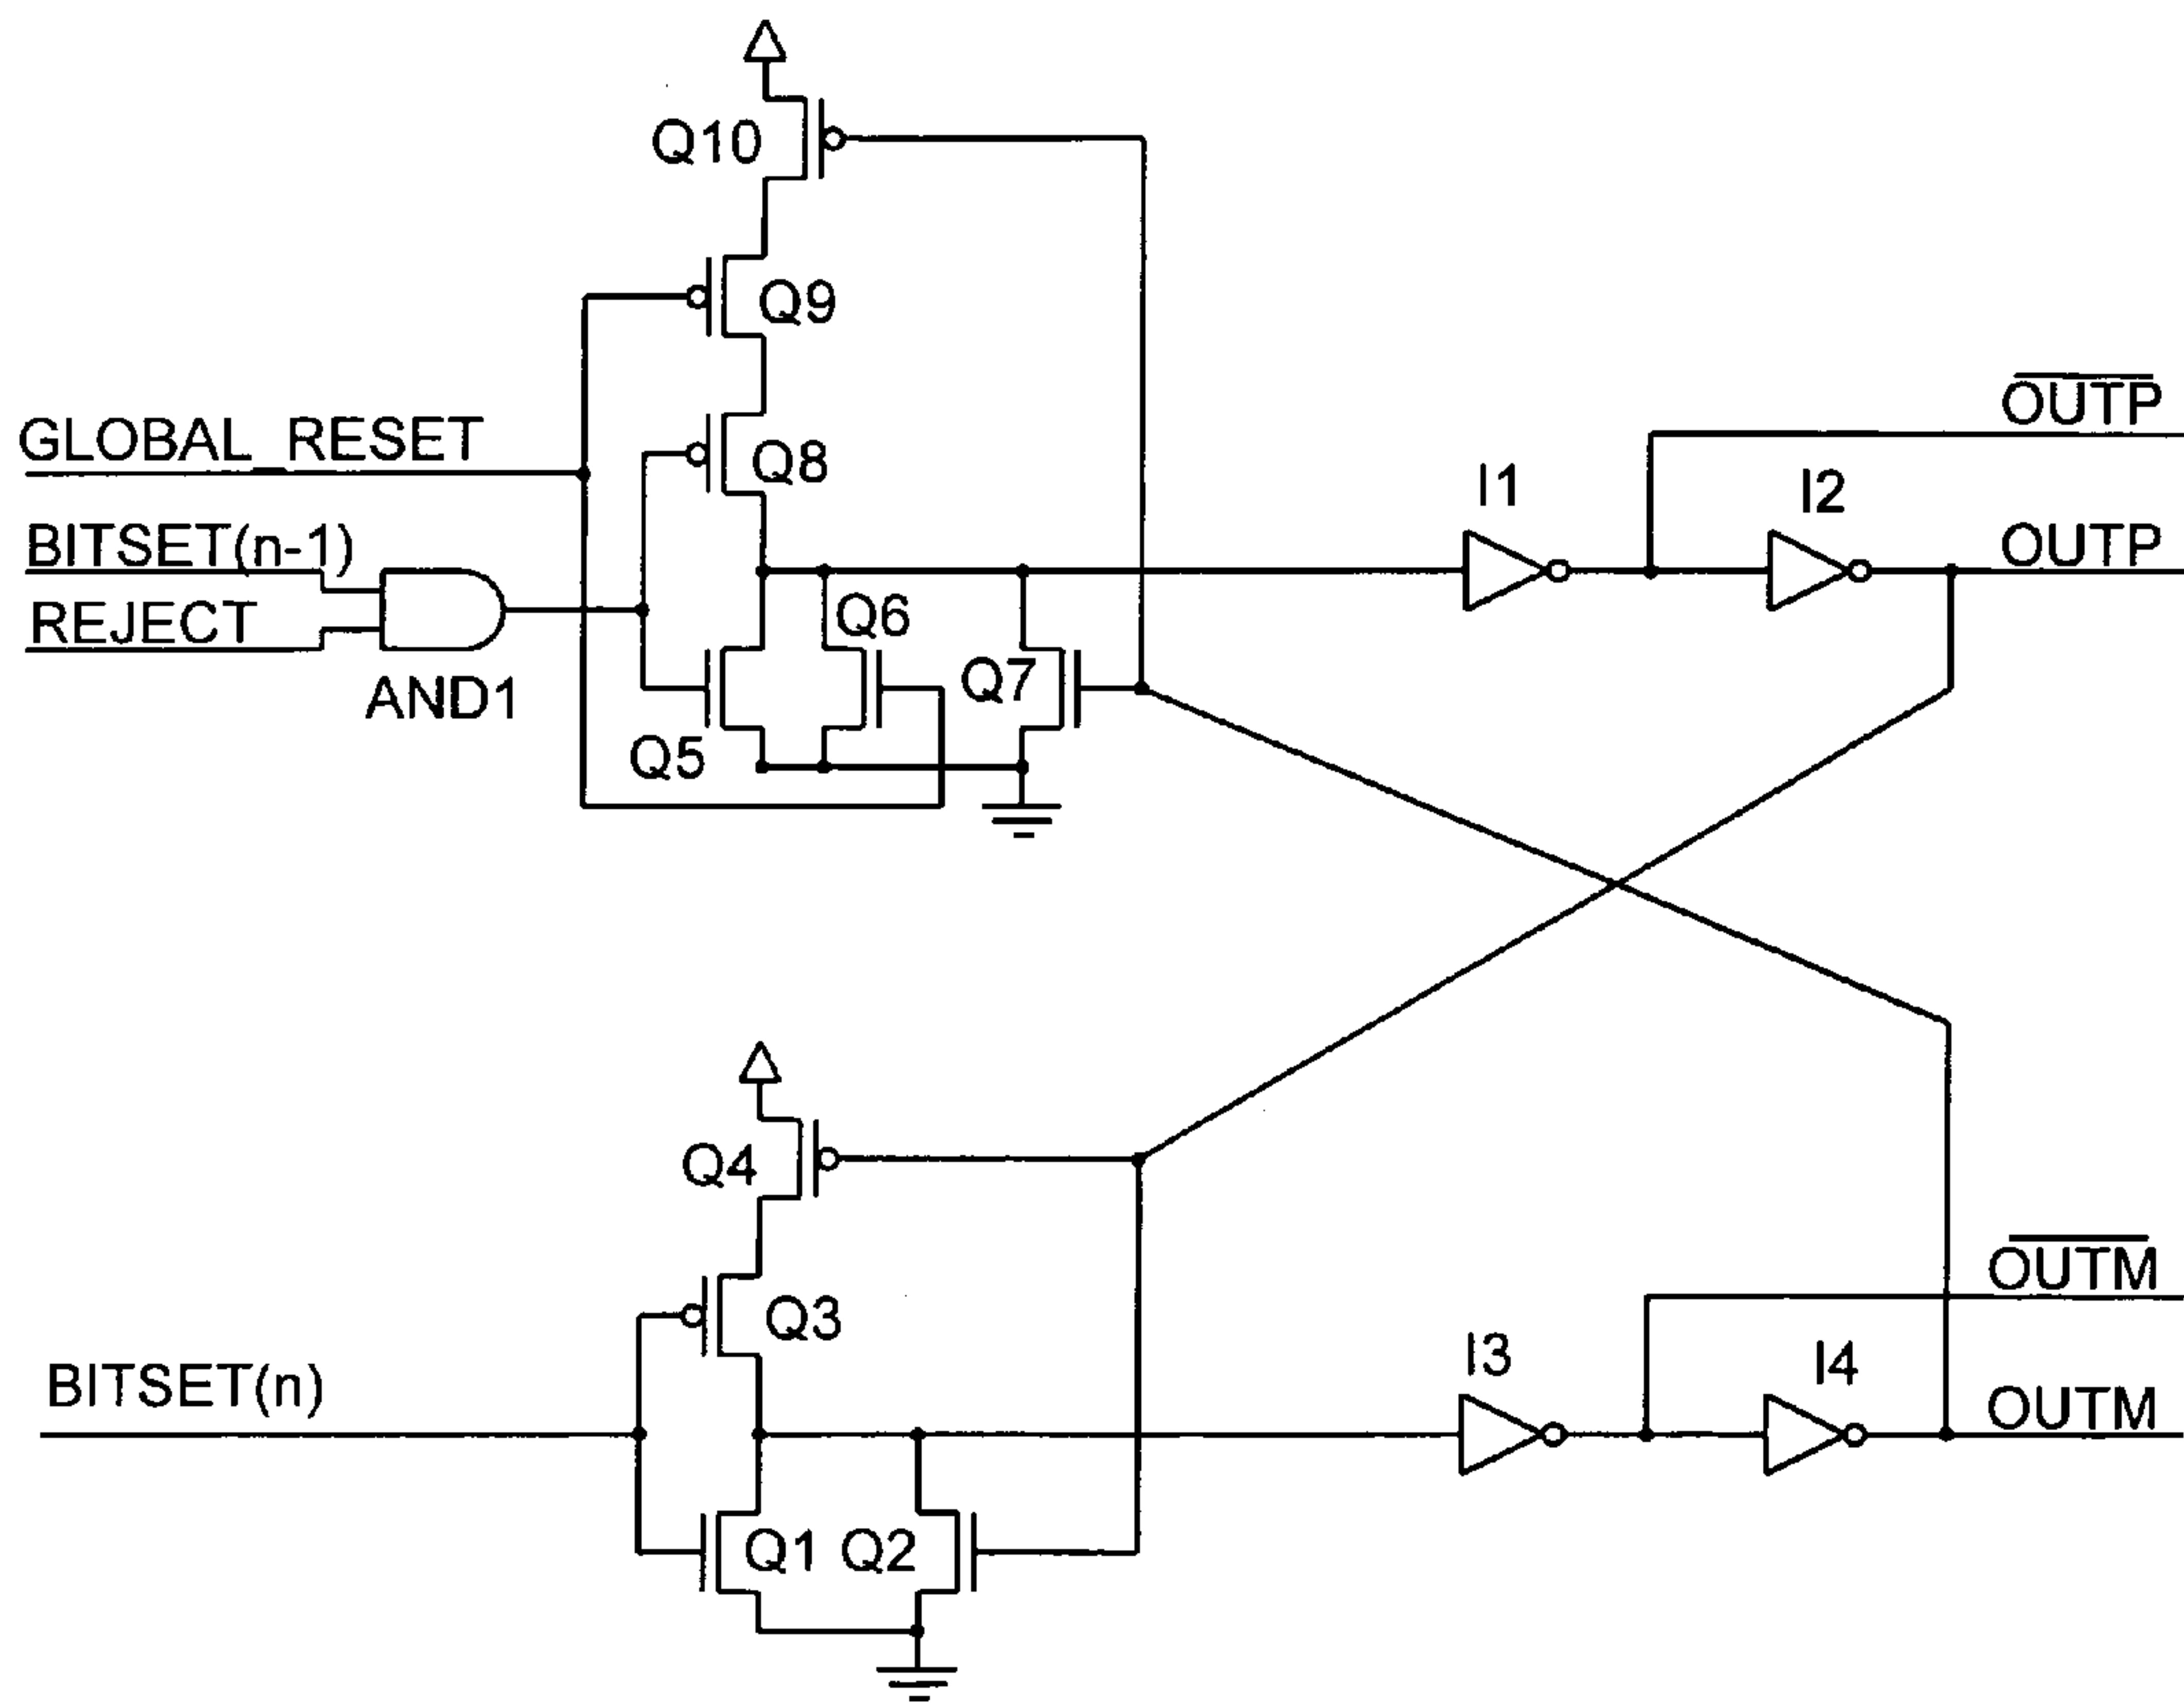 Q10
Q9
GLOBAL_RESET
Q8
BITSET(n-1)
REJECT
AND1
Q6
Q7
Q5
I1
I2
OUTP
OUTP
Q4
Q3
BITSET(n)
Q1
Q2
I3
I4
OUTM
OUTM